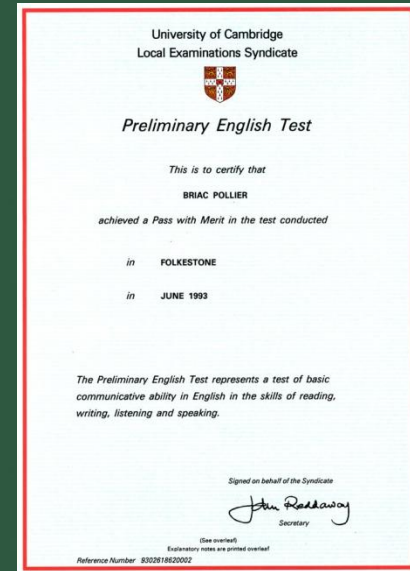 University of Cambridge
Local Examinations Syndicate
Preliminary English Test
This is to certify that
BRIAC POLLIER
achieved a Pass with Merit in the test conducted
in FOLKESTONE
in JUNE 1993
The Preliminary English Test represents a test of basic
communicative ability in English in the skills of reading,
writing, listening and speaking.
Signed on behalf of the Syndicate
John Reddaway
Secretary
(See overleaf)
Explanatory notes are printed overleaf
Reference Number 9302618620002